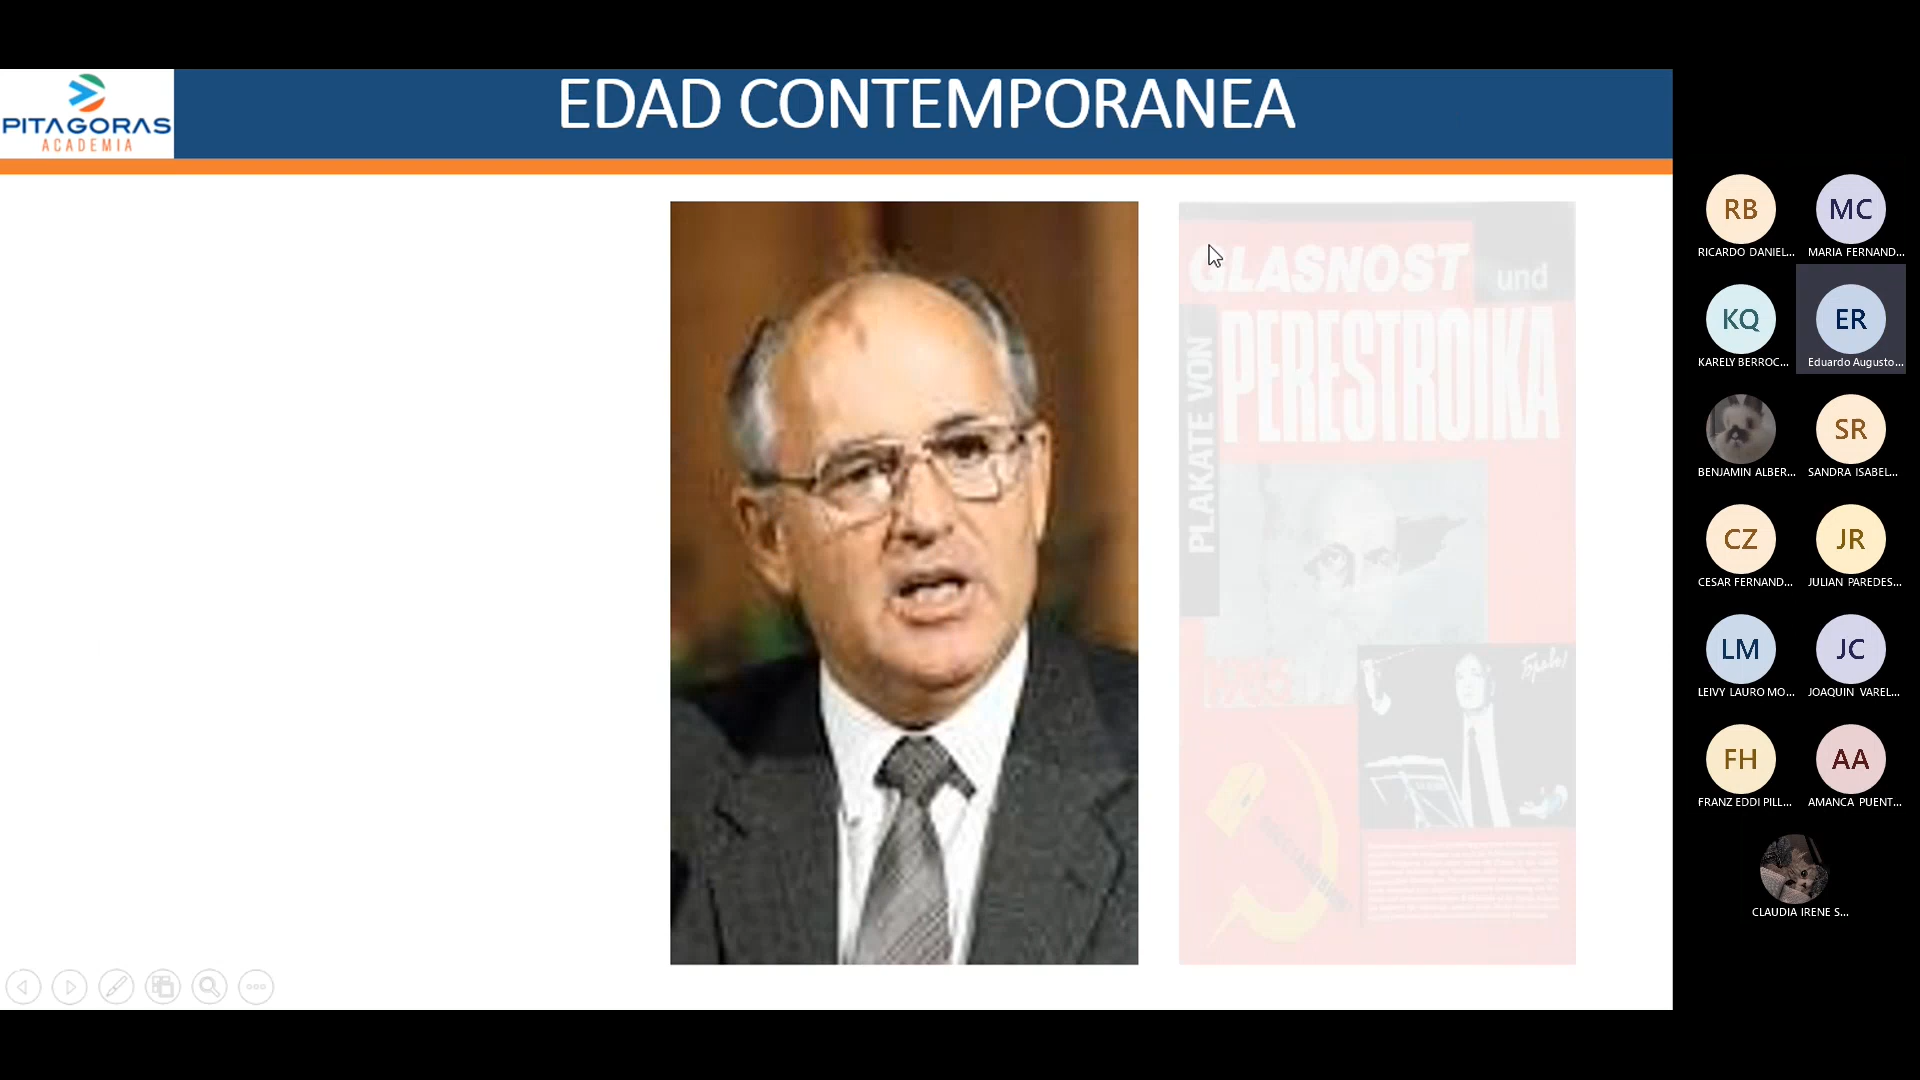 PITAGORAS
ACADEMIA
EDAD CONTEMPORANEA
GLASNOST und
PLAKATE VON
PERESTROIKA
RB
RICARDO DANIEL...
MC
MARIA FERNAND...
KQ
KARELY BERROC...
ER
Eduardo Augusto...
BENJAMIN ALBER...
SR
SANDRA ISABEL...
CZ
CESAR FERNAND...
JR
JULIAN PAREDES...
LM
LEIVY LAURO MO...
JC
JOAQUIN VAREL...
FH
FRANZ EDDI PILL...
AA
AMANCA PUENT...
CLAUDIA IRENE S...